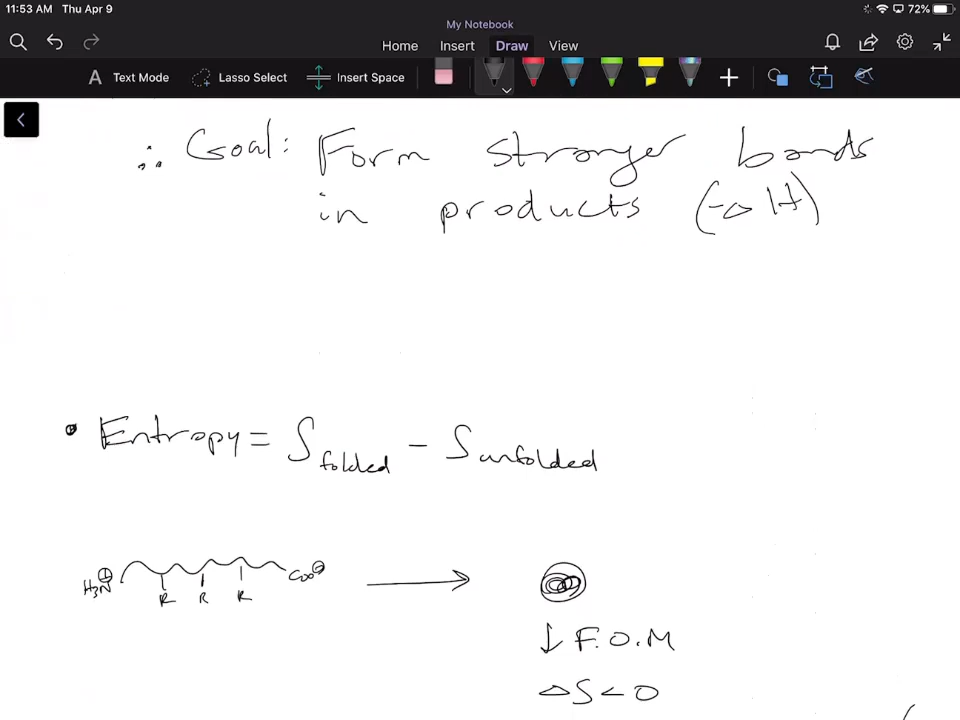 11:53 AM Thu Apr 9
72%
My Notebook
Home Insert Draw View
A Text Mode Lasso Select Insert Space
∴ Goal: Form stronger bonds
in products (-ΔH)
• Entropy = S folded - S unfolded
H₃N⊕ COO⊖
R R R
↓ F.O.M
ΔS < 0